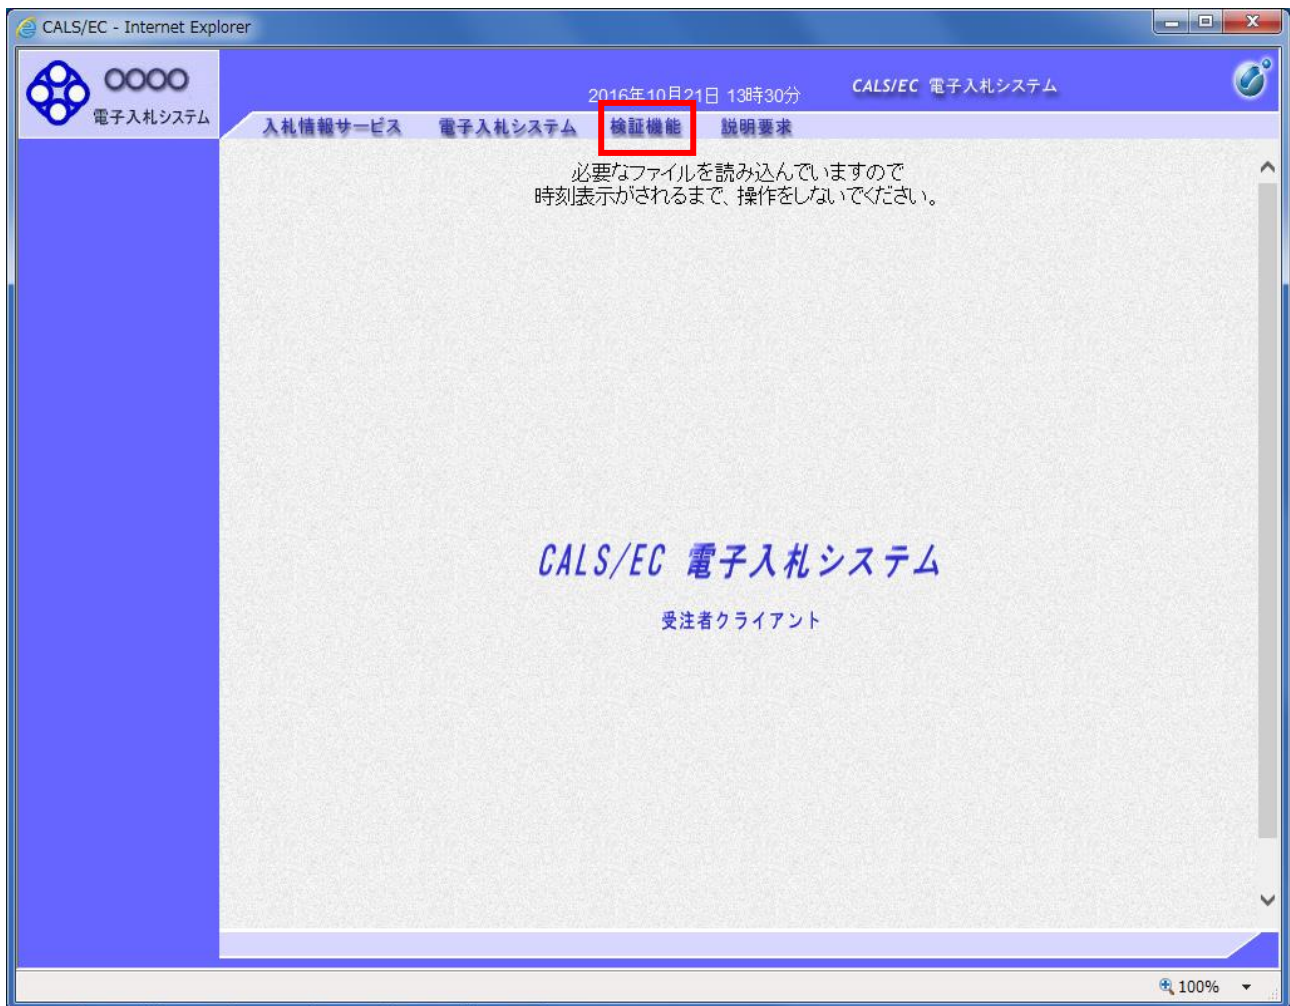 CALS/EC - Internet Explorer
〇〇〇〇
電子入札システム
2016年10月21日 13時30分
CALS/EC 電子入札システム
入札情報サービス 電子入札システム 検証機能 説明要求
必要なファイルを読み込んでいますので
時刻表示がされるまで、操作をしないでください。
CALS/EC 電子入札システム
受注者クライアント
100%